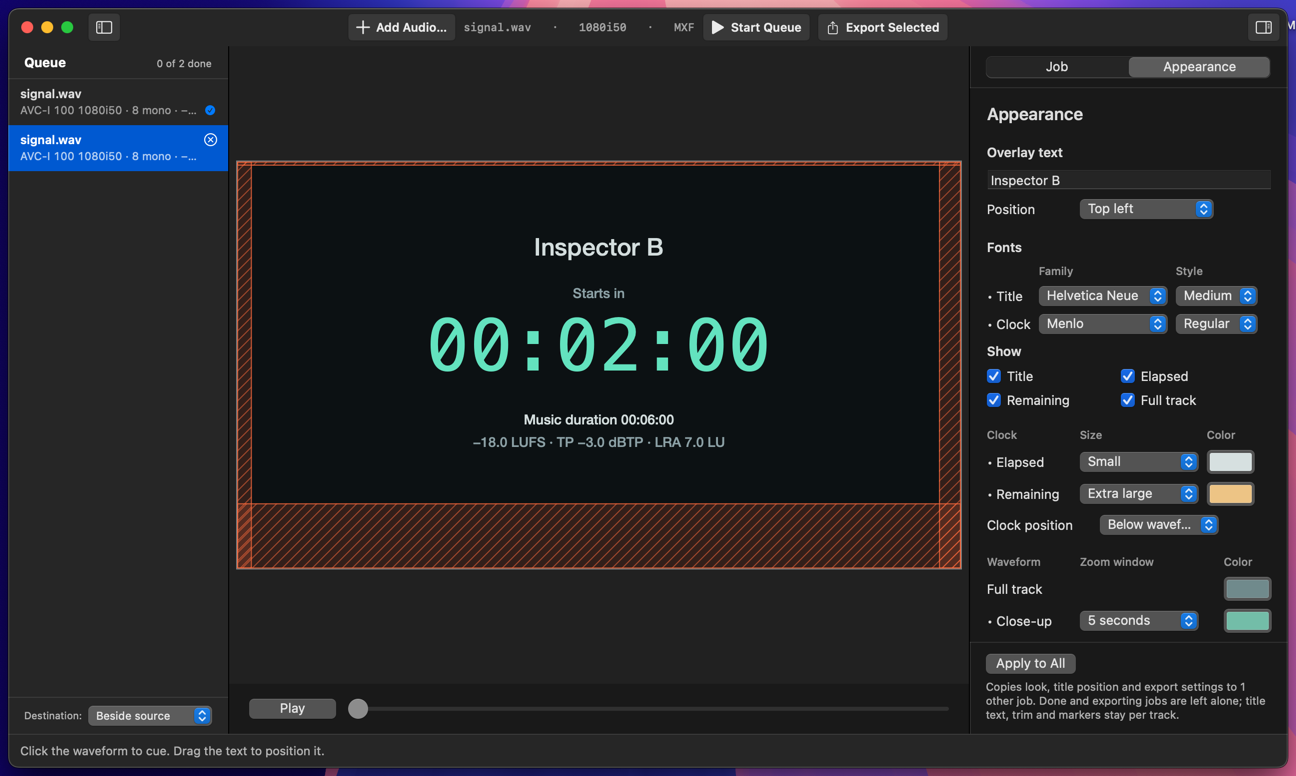 Add Audio... signal.wav · 1080i50 · MXF Start Queue Export Selected
Queue 0 of 2 done
signal.wav
AVC-I 100 1080i50 · 8 mono · –...
signal.wav
AVC-I 100 1080i50 · 8 mono · –...
Destination: Beside source
Inspector B
Starts in
00:02:00
Music duration 00:06:00
–18.0 LUFS · TP –3.0 dBTP · LRA 7.0 LU
Play
Click the waveform to cue. Drag the text to position it.
Job Appearance
Appearance
Overlay text
Inspector B
Position Top left
Fonts
Family Style
• Title Helvetica Neue Medium
• Clock Menlo Regular
Show
Title Elapsed
Remaining Full track
Clock Size Color
• Elapsed Small
• Remaining Extra large
Clock position Below wavef...
Waveform Zoom window Color
Full track
• Close-up 5 seconds
Apply to All
Copies look, title position and export settings to 1
other job. Done and exporting jobs are left alone; title
text, trim and markers stay per track.